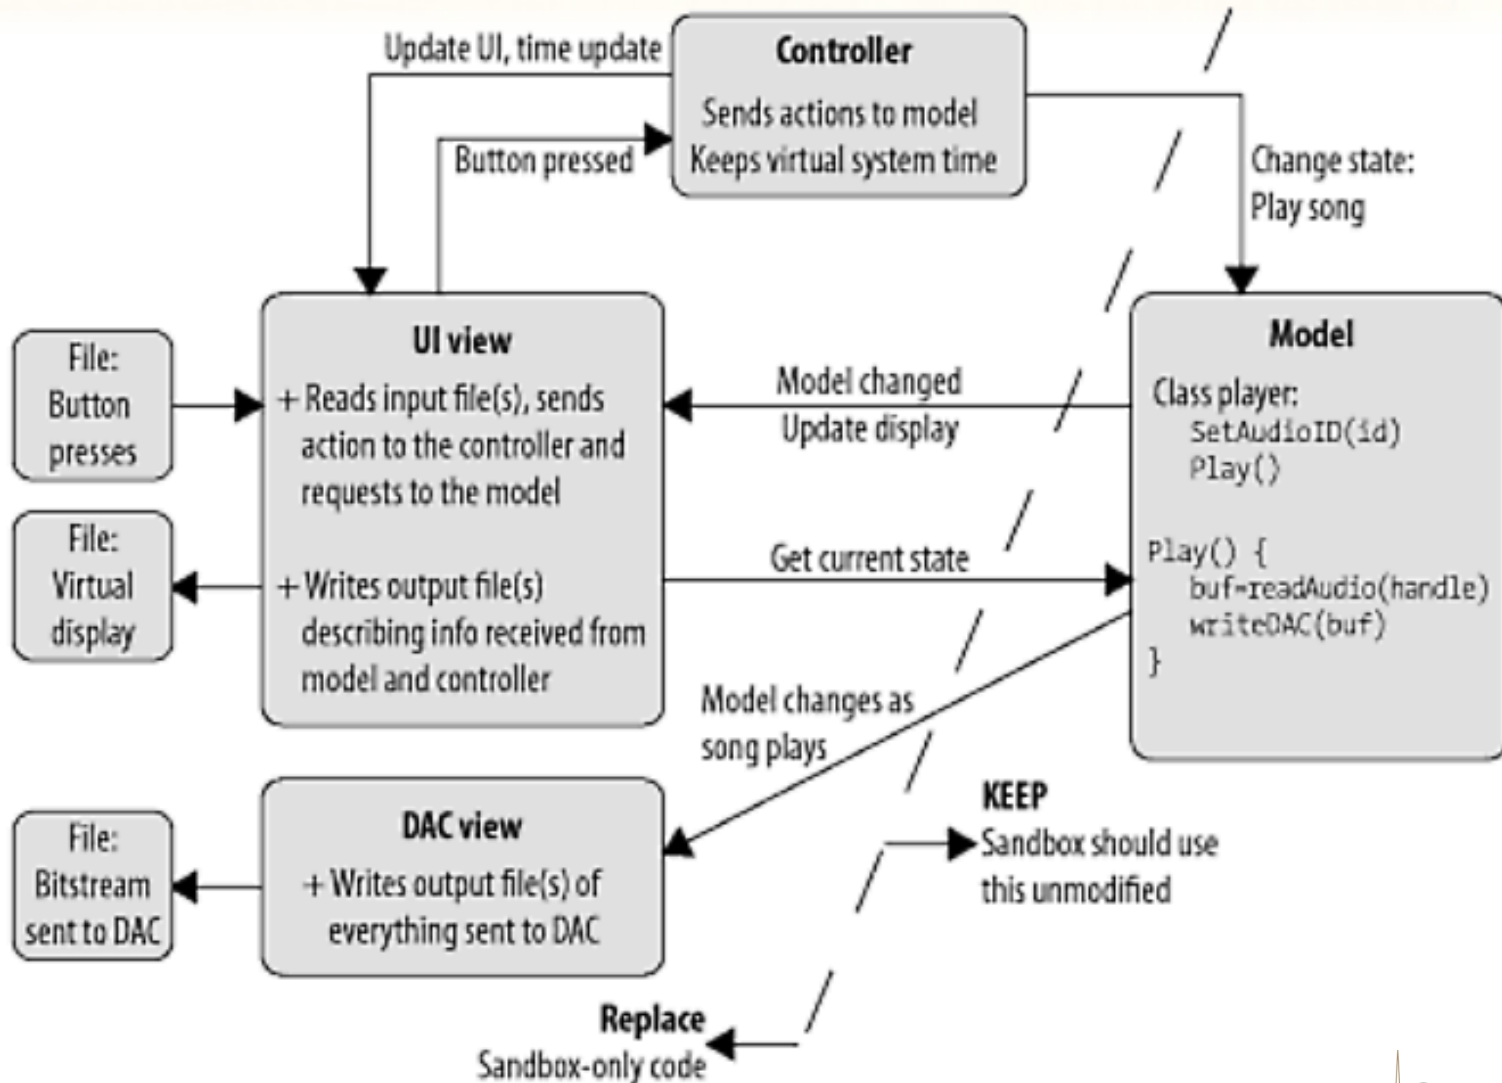 Update UI, time update
Controller
Sends actions to model
Keeps virtual system time
Button pressed
Change state:
Play song
File:
Button
presses
UI view
+ Reads input file(s), sends
action to the controller and
requests to the model
+ Writes output file(s)
describing info received from
model and controller
File:
Virtual
display
Model changed
Update display
Get current state
Model
Class player:
SetAudioID(id)
Play()
Play() {
buf=readAudio(handle)
writeDAC(buf)
}
Model changes as
song plays
DAC view
+ Writes output file(s) of
everything sent to DAC
File:
Bitstream
sent to DAC
KEEP
Sandbox should use
this unmodified
Replace
Sandbox-only code